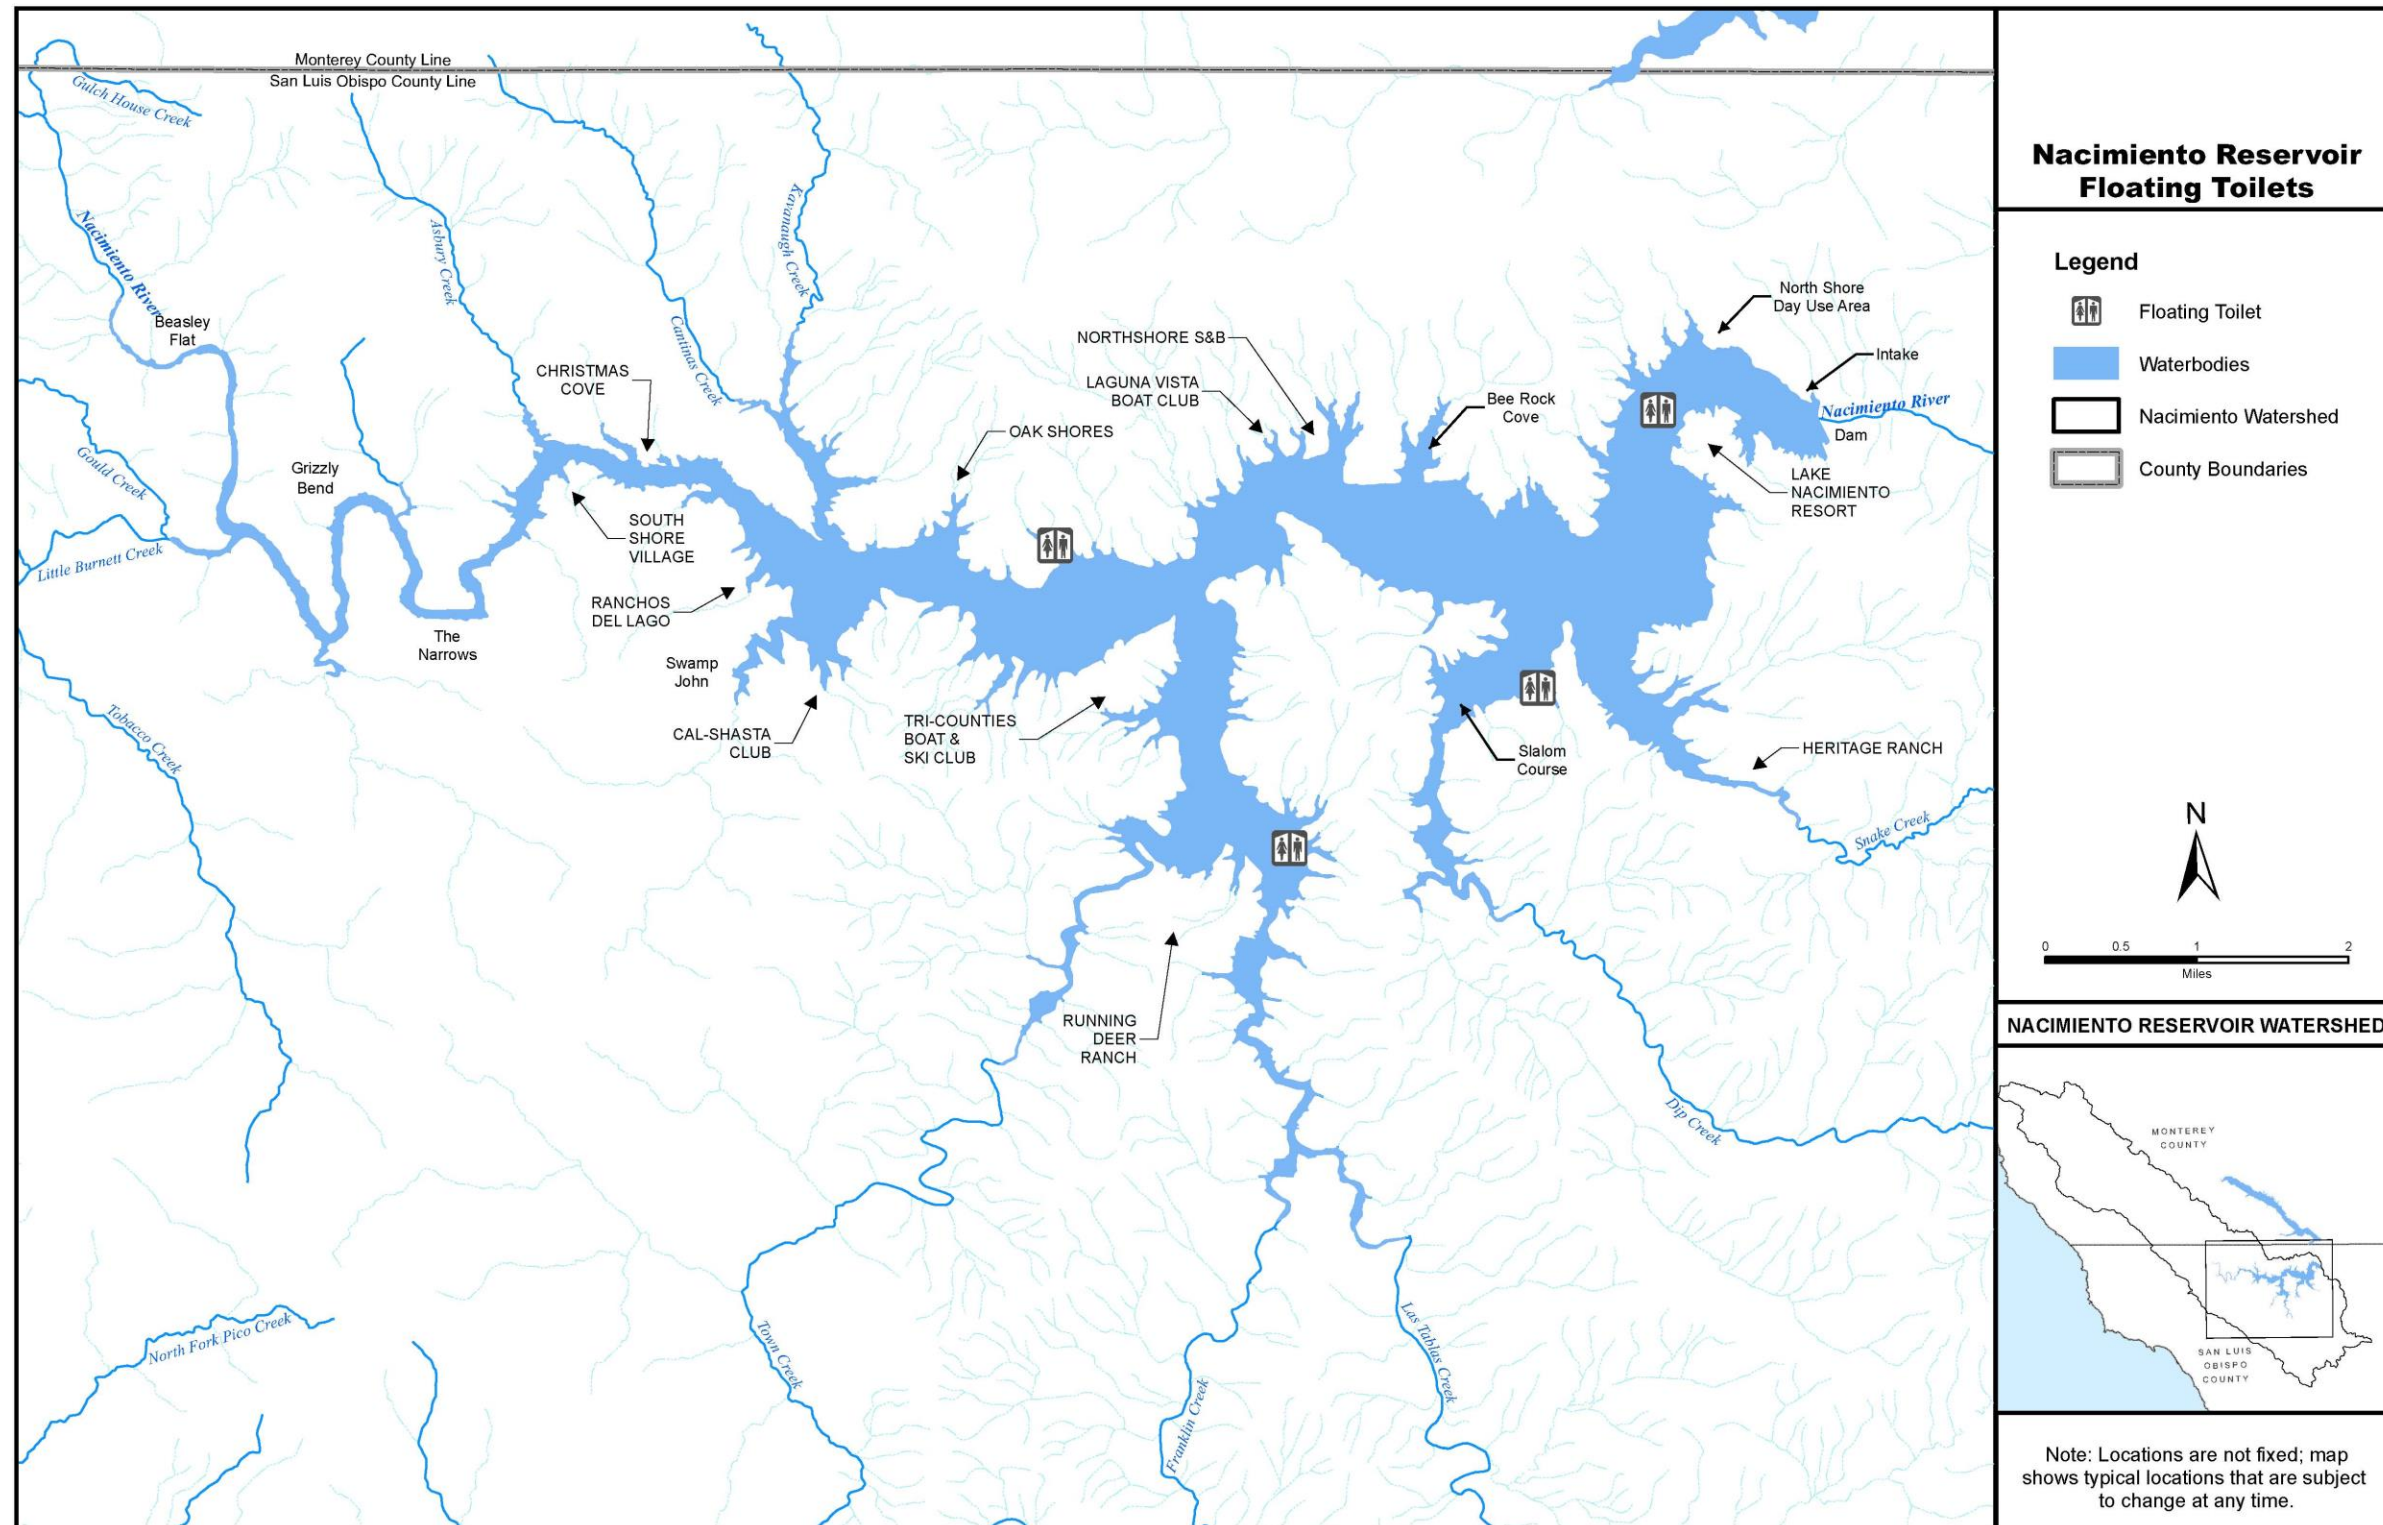 Monterey County Line
San Luis Obispo County Line
Gulch House Creek
Nacimiento River
Asbury Creek
Cantinas Creek
Kavanaugh Creek
Beasley
Flat
Gould Creek
Little Burnett Creek
Grizzly
Bend
The
Narrows
CHRISTMAS
COVE
SOUTH
SHORE
VILLAGE
RANCHOS
DEL LAGO
Swamp
John
CAL-SHASTA
CLUB
OAK SHORES
TRI-COUNTIES
BOAT &
SKI CLUB
NORTHSHORE S&B
LAGUNA VISTA
BOAT CLUB
Bee Rock
Cove
North Shore
Day Use Area
Intake
Nacimiento River
Dam
LAKE
NACIMIENTO
RESORT
Slalom
Course
HERITAGE RANCH
Snake Creek
RUNNING
DEER
RANCH
Tobacco Creek
Dip Creek
North Fork Pico Creek
Town Creek
Franklin Creek
Las Tablas Creek
Nacimiento Reservoir
Floating Toilets
Legend
Floating Toilet
Waterbodies
Nacimiento Watershed
County Boundaries
N
0 0.5 1 2
Miles
NACIMIENTO RESERVOIR WATERSHED
MONTEREY
COUNTY
SAN LUIS
OBISPO
COUNTY
Note: Locations are not fixed; map
shows typical locations that are subject
to change at any time.